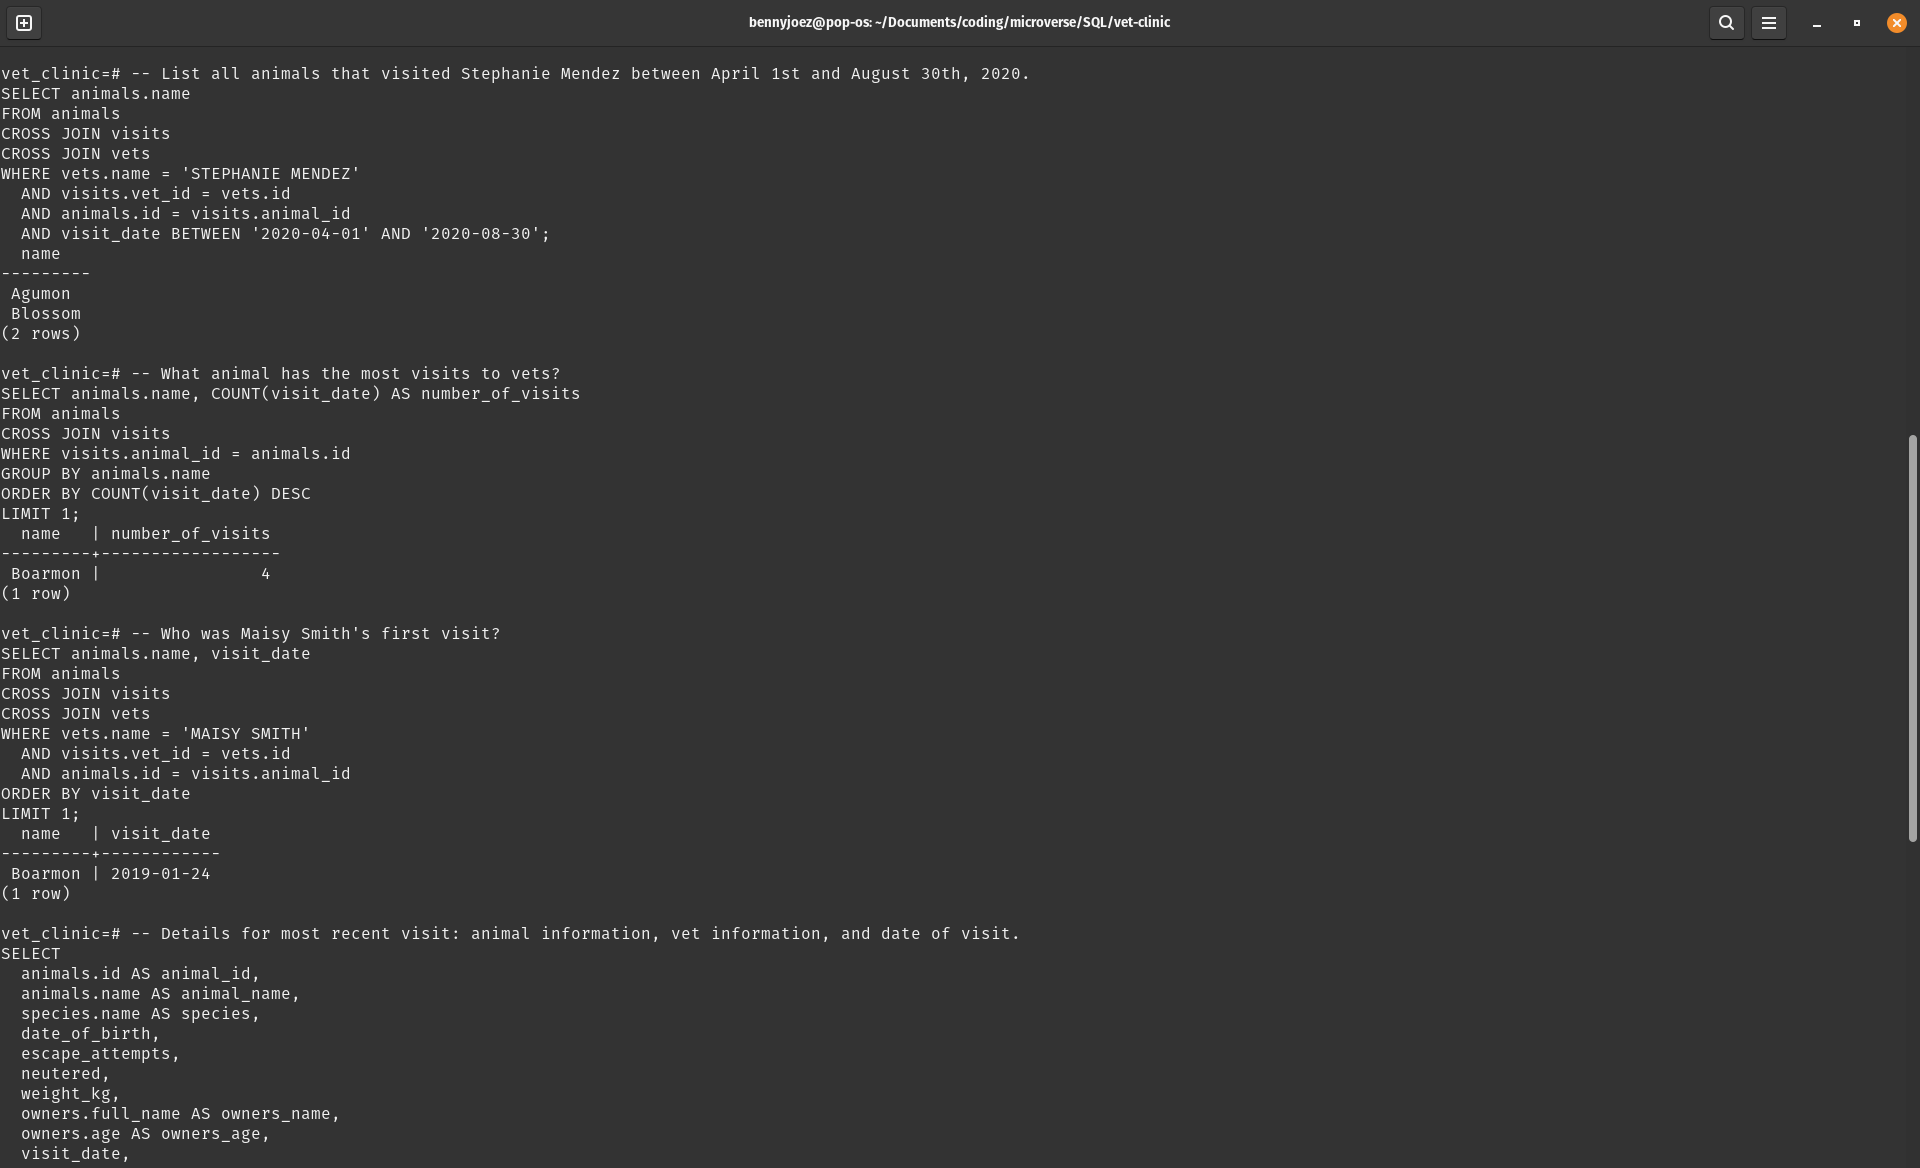 bennyjoez@pop-os: ~/Documents/coding/microverse/SQL/vet-clinic
vet_clinic=# -- List all animals that visited Stephanie Mendez between April 1st and August 30th, 2020.
SELECT animals.name
FROM animals
CROSS JOIN visits
CROSS JOIN vets
WHERE vets.name = 'STEPHANIE MENDEZ'
  AND visits.vet_id = vets.id
  AND animals.id = visits.animal_id
  AND visit_date BETWEEN '2020-04-01' AND '2020-08-30';
  name
---------
 Agumon
 Blossom
(2 rows)
vet_clinic=# -- What animal has the most visits to vets?
SELECT animals.name, COUNT(visit_date) AS number_of_visits
FROM animals
CROSS JOIN visits
WHERE visits.animal_id = animals.id
GROUP BY animals.name
ORDER BY COUNT(visit_date) DESC
LIMIT 1;
  name   | number_of_visits
---------+------------------
 Boarmon |                4
(1 row)
vet_clinic=# -- Who was Maisy Smith's first visit?
SELECT animals.name, visit_date
FROM animals
CROSS JOIN visits
CROSS JOIN vets
WHERE vets.name = 'MAISY SMITH'
  AND visits.vet_id = vets.id
  AND animals.id = visits.animal_id
ORDER BY visit_date
LIMIT 1;
  name   | visit_date
---------+------------
 Boarmon | 2019-01-24
(1 row)
vet_clinic=# -- Details for most recent visit: animal information, vet information, and date of visit.
SELECT
  animals.id AS animal_id,
  animals.name AS animal_name,
  species.name AS species,
  date_of_birth,
  escape_attempts,
  neutered,
  weight_kg,
  owners.full_name AS owners_name,
  owners.age AS owners_age,
  visit_date,